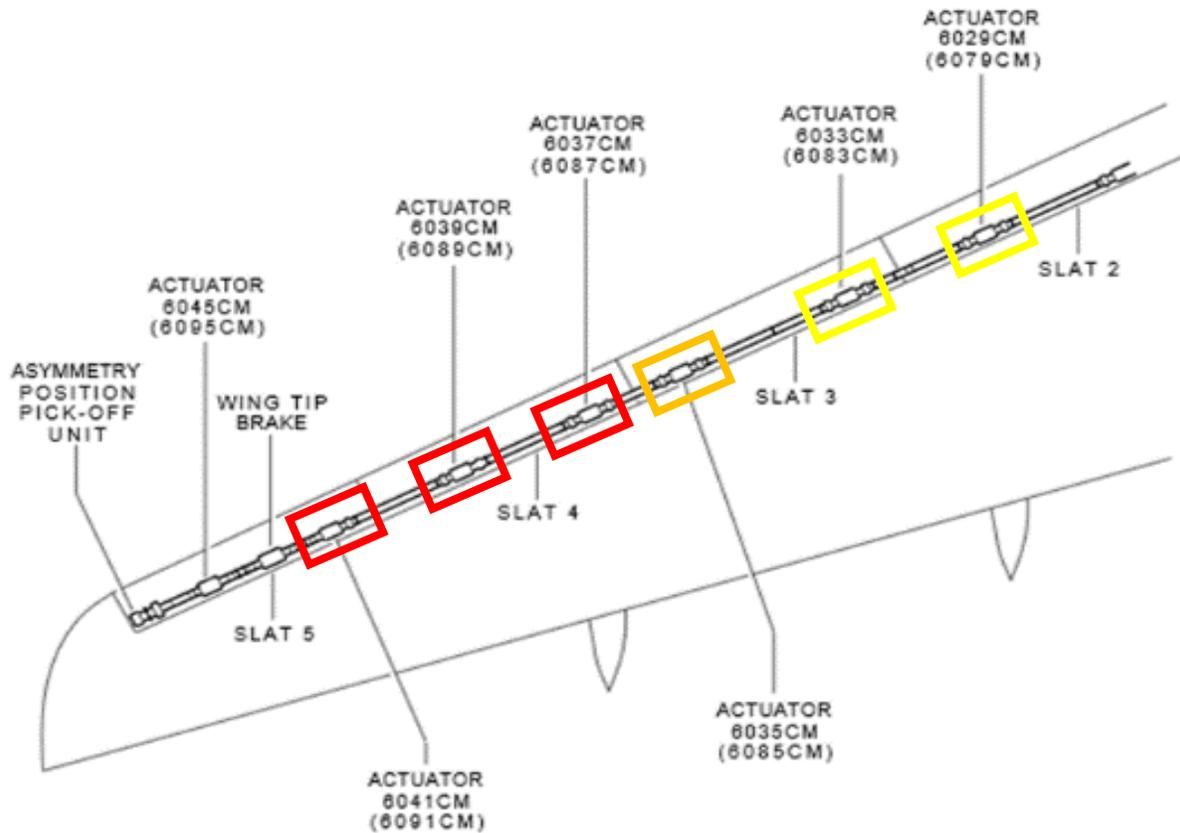 ACTUATOR
6029CM
(6079CM)
ACTUATOR
6033CM
(6083CM)
ACTUATOR
6037CM
(6087CM)
ACTUATOR
6039CM
(6089CM)
ACTUATOR
6045CM
(6095CM)
ASYMMETRY
POSITION
PICK-OFF
UNIT
WING TIP
BRAKE
SLAT 2
SLAT 3
SLAT 4
SLAT 5
ACTUATOR
6035CM
(6085CM)
ACTUATOR
6041CM
(6091CM)